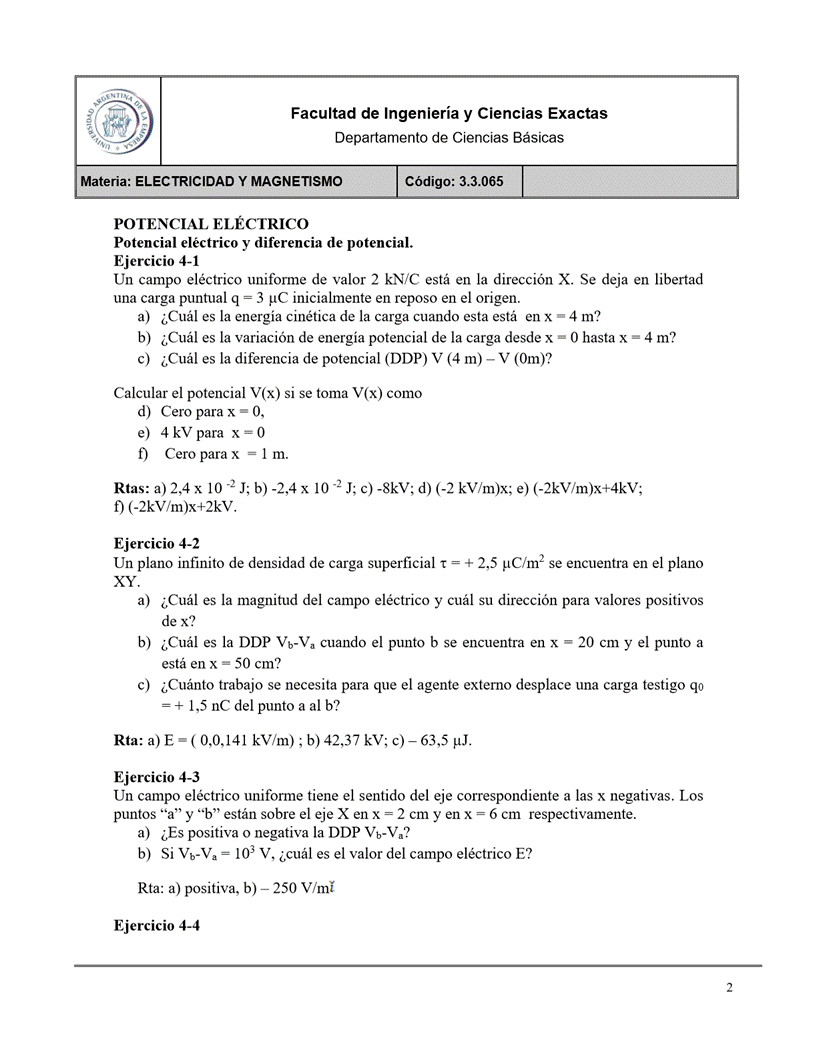 UNIVERSIDAD ARGENTINA DE LA EMPRESA
Facultad de Ingeniería y Ciencias Exactas
Departamento de Ciencias Básicas
Materia: ELECTRICIDAD Y MAGNETISMO Código: 3.3.065
POTENCIAL ELÉCTRICO
Potencial eléctrico y diferencia de potencial.
Ejercicio 4-1
Un campo eléctrico uniforme de valor 2 kN/C está en la dirección X. Se deja en libertad
una carga puntual q = 3 µC inicialmente en reposo en el origen.
a) ¿Cuál es la energía cinética de la carga cuando esta está en x = 4 m?
b) ¿Cuál es la variación de energía potencial de la carga desde x = 0 hasta x = 4 m?
c) ¿Cuál es la diferencia de potencial (DDP) V (4 m) – V (0m)?
Calcular el potencial V(x) si se toma V(x) como
d) Cero para x = 0,
e) 4 kV para x = 0
f) Cero para x = 1 m.
Rtas: a) 2,4 x 10 ⁻² J; b) -2,4 x 10 ⁻² J; c) -8kV; d) (-2 kV/m)x; e) (-2kV/m)x+4kV;
f) (-2kV/m)x+2kV.
Ejercicio 4-2
Un plano infinito de densidad de carga superficial τ = + 2,5 µC/m² se encuentra en el plano
XY.
a) ¿Cuál es la magnitud del campo eléctrico y cuál su dirección para valores positivos
de x?
b) ¿Cuál es la DDP V_b-Vₐ cuando el punto b se encuentra en x = 20 cm y el punto a
está en x = 50 cm?
c) ¿Cuánto trabajo se necesita para que el agente externo desplace una carga testigo q₀
= + 1,5 nC del punto a al b?
Rta: a) E = ( 0,0,141 kV/m) ; b) 42,37 kV; c) – 63,5 µJ.
Ejercicio 4-3
Un campo eléctrico uniforme tiene el sentido del eje correspondiente a las x negativas. Los
puntos “a” y “b” están sobre el eje X en x = 2 cm y en x = 6 cm respectivamente.
a) ¿Es positiva o negativa la DDP V_b-Vₐ?
b) Si V_b-Vₐ = 10³ V, ¿cuál es el valor del campo eléctrico E?
Rta: a) positiva, b) – 250 V/m ĭ
Ejercicio 4-4
2